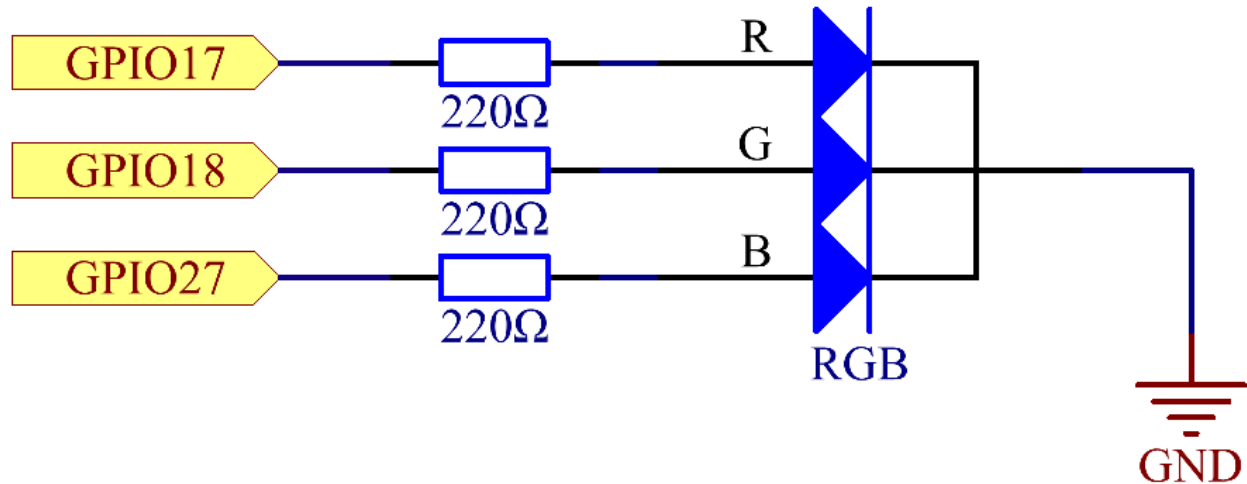 GPIO17
R
220Ω
GPIO18
G
220Ω
GPIO27
B
220Ω
RGB
GND